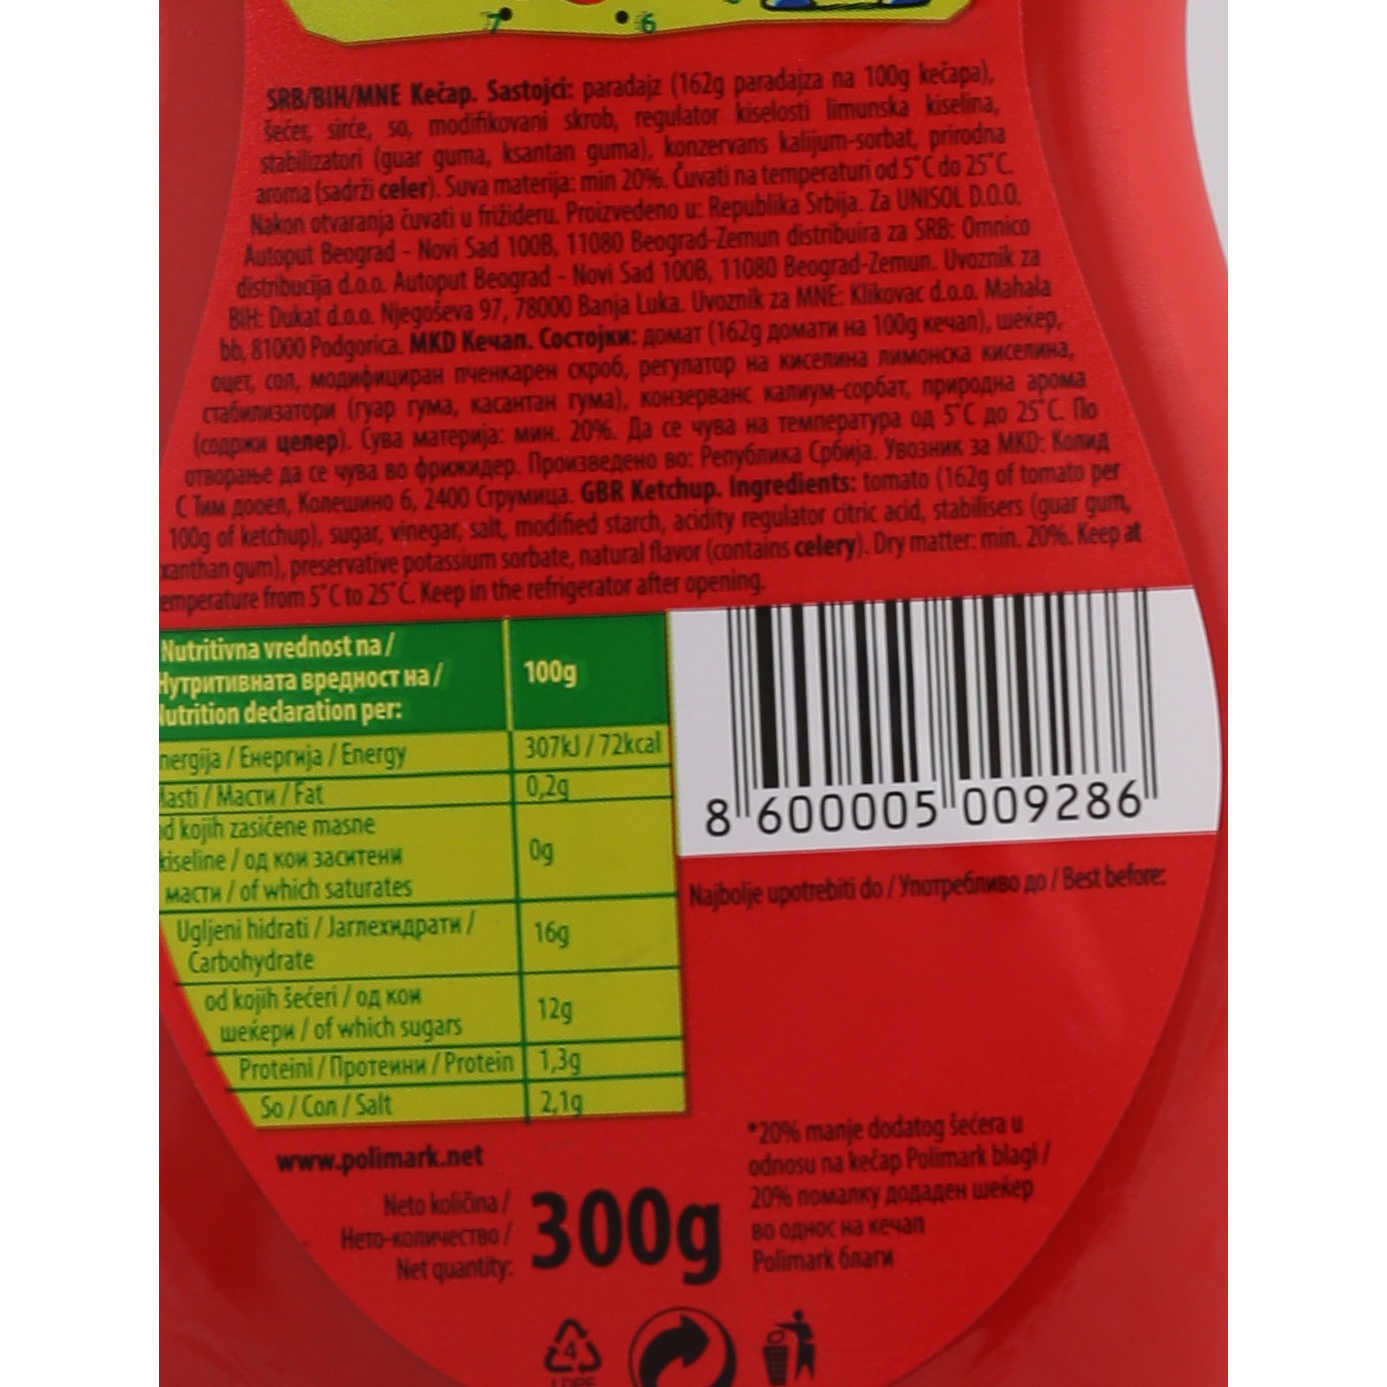 7 6
SRB/BIH/MNE Kečap. Sastojci: paradajz (162g paradajza na 100g kečapa),
šećer, sirće, so, modifikovani skrob, regulator kiselosti limunska kiselina,
stabilizatori (guar guma, ksantan guma), konzervans kalijum-sorbat, prirodna
aroma (sadrži celer). Suva materija: min 20%. Čuvati na temperaturi od 5˚C do 25˚C.
Nakon otvaranja čuvati u frižideru. Proizvedeno u: Republika Srbija. Za UNISOL D.O.O.
Autoput Beograd - Novi Sad 100B, 11080 Beograd-Zemun distribuira za SRB: Omnico
distribucija d.o.o. Autoput Beograd - Novi Sad 100B, 11080 Beograd-Zemun. Uvoznik za
BIH: Dukat d.o.o. Njegoševa 97, 78000 Banja Luka. Uvoznik za MNE: Klikovac d.o.o. Mahala
bb, 81000 Podgorica. MKD Кечап. Состојки: домат (162g домати на 100g кечап), шеќер,
оцет, сол, модифициран пченкарен скроб, регулатор на киселина лимонска киселина,
стабилизатори (гуар гума, касантан гума), конзерванс калиум-сорбат, природна арома
(содржи целер). Сува материја: мин. 20%. Да се чува на температура од 5˚C до 25˚C. По
отворање да се чува во фрижидер. Произведено во: Република Србија. Увозник за MKD: Колид
С Тим дооел, Колешино 6, 2400 Струмица. GBR Ketchup. Ingredients: tomato (162g of tomato per
100g of ketchup), sugar, vinegar, salt, modified starch, acidity regulator citric acid, stabilisers (guar gum,
xanthan gum), preservative potassium sorbate, natural flavor (contains celery). Dry matter: min. 20%. Keep at
emperature from 5˚C to 25˚C. Keep in the refrigerator after opening.
Nutritivna vrednost na /
Нутритивната вредност на /
Nutrition declaration per:
100g
nergija / Енергија / Energy 307kJ / 72kcal
Masti / Масти / Fat 0,2g
od kojih zasićene masne
kiseline / од кои заситени
масти / of which saturates
0g
Ugljeni hidrati / Јаглехидрати /
Carbohydrate
16g
od kojih šećeri / од кои
шеќери / of which sugars
12g
Proteini / Протеини / Protein 1,3g
So / Сол / Salt 2,1g
8 600005 009286
Najbolje upotrebiti do / Употребливо до / Best before:
www.polimark.net
Neto količina /
Нето-количество /
Net quantity:
300g
*20% manje dodatog šećera u
odnosu na kečap Polimark blagi /
20% помалку додаден шеќер
во однос на кечап
Polimark благи
4
LDPE